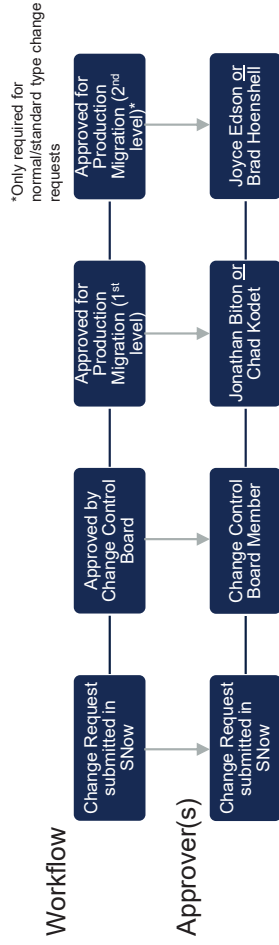 *Only required for
normal/standard type change
requests
Workflow
Change Request
submitted in
SNow
Approved by
Change Control
Board
Approved for
Production
Migration (1st
level)
Approved for
Production
Migration (2nd
level)*
Approver(s)
Change Request
submitted in
SNow
Change Control
Board Member
Jonathan Biton or
Chad Kodet
Joyce Edson or
Brad Hoenshell